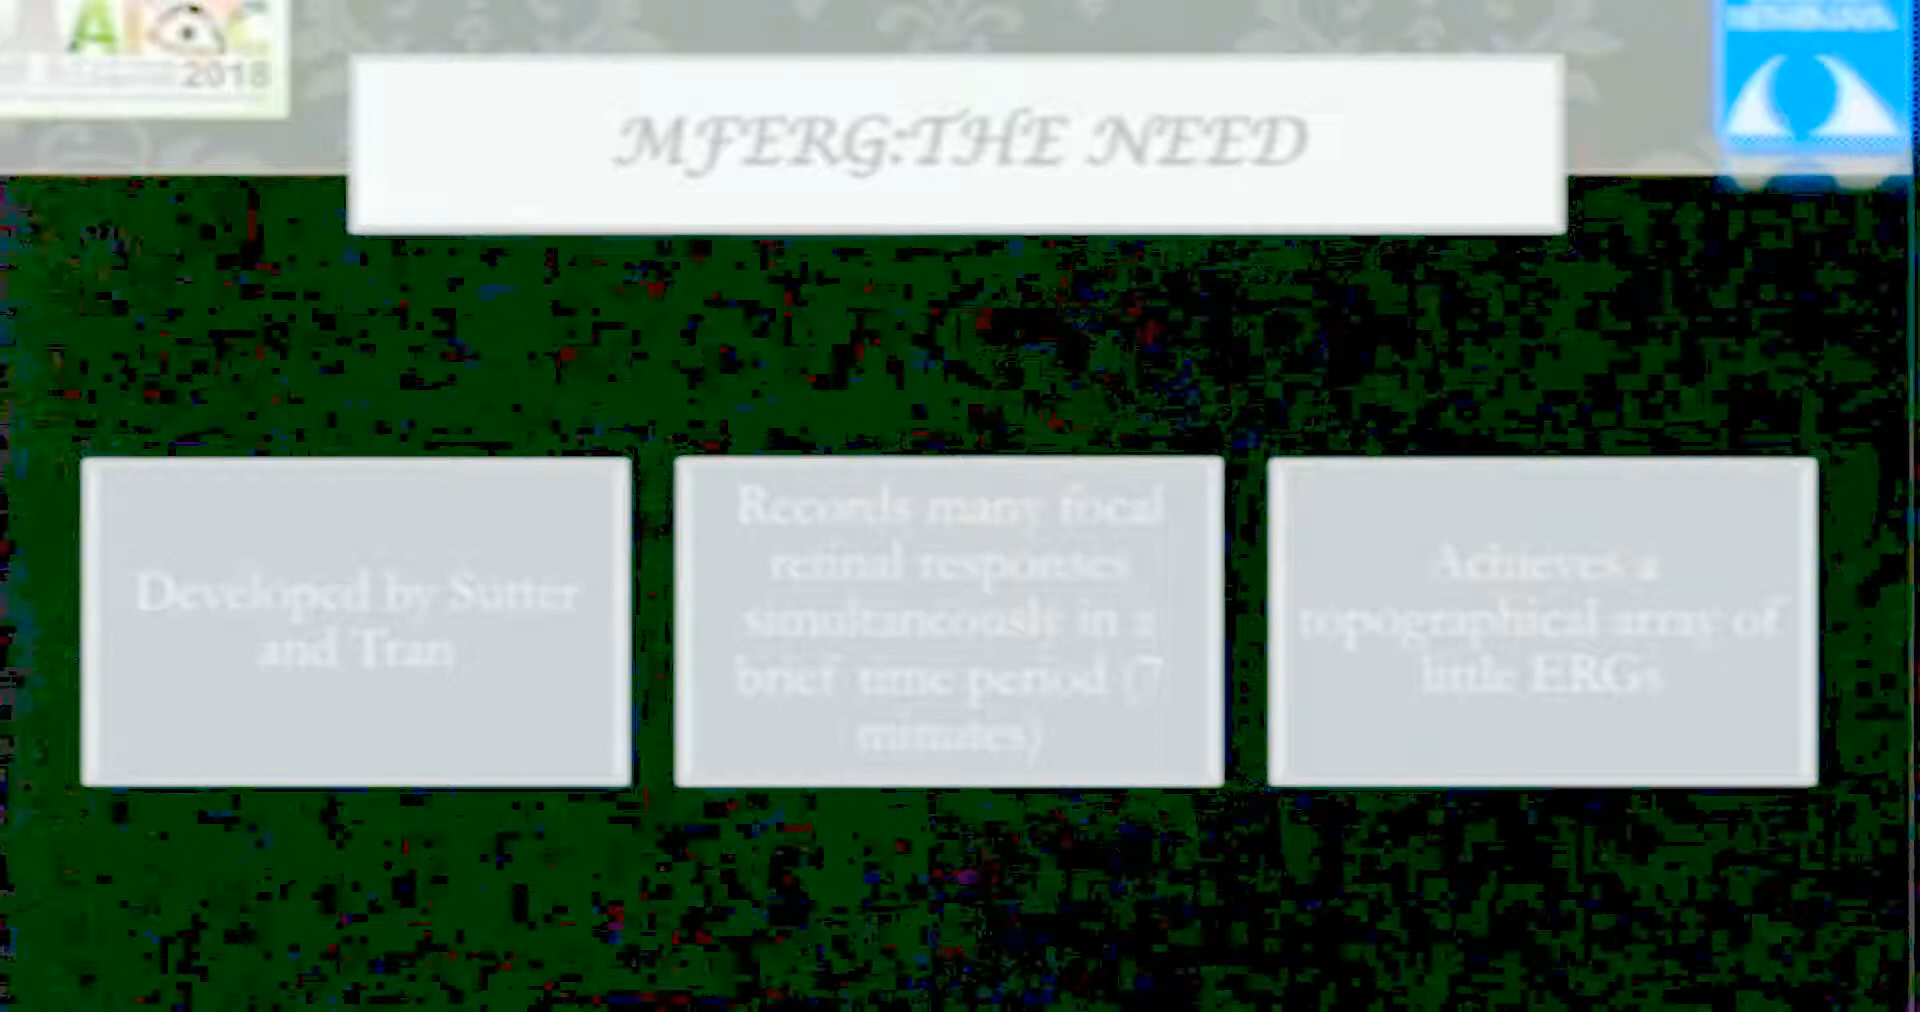 A
2018
MFERG:THE NEED
Developed by Sutter
and Tran
Records many focal
retinal responses
simultaneously in a
brief time period (7
minutes)
Achieves a
topographical array of
little ERGs